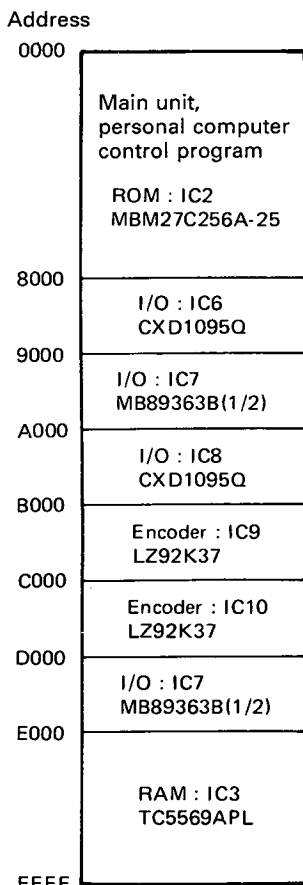 Address
0000
Main unit,
personal computer
control program
ROM : IC2
MBM27C256A-25
8000
I/O : IC6
CXD1095Q
9000
I/O : IC7
MB89363B(1/2)
A000
I/O : IC8
CXD1095Q
B000
Encoder : IC9
LZ92K37
C000
Encoder : IC10
LZ92K37
D000
I/O : IC7
MB89363B(1/2)
E000
RAM : IC3
TC5569APL
FFFF